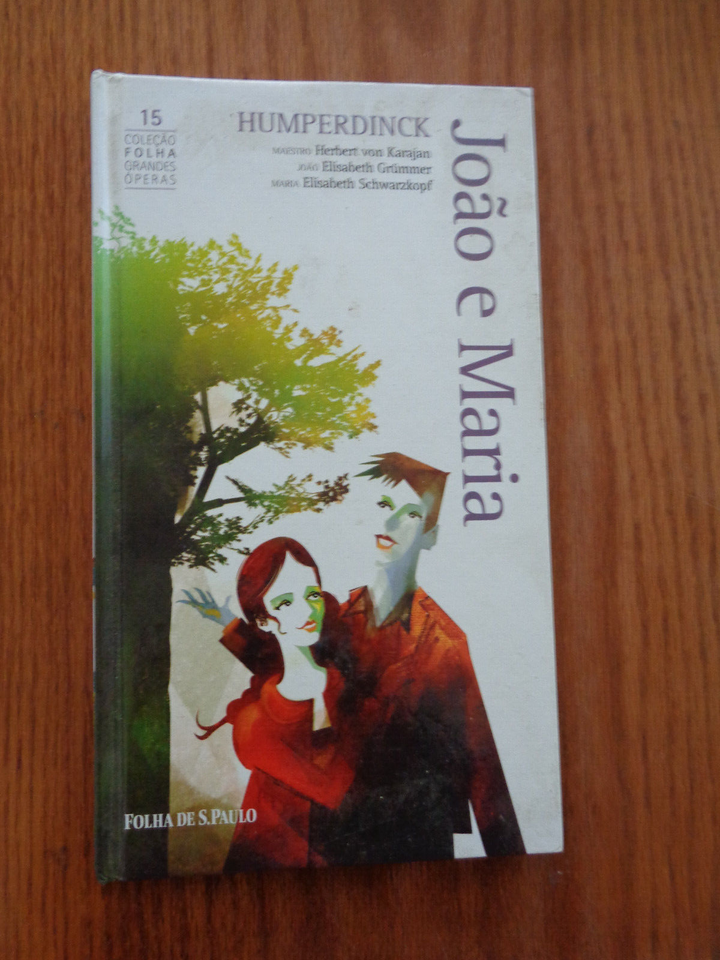 15
COLEÇÃO
FOLHA
GRANDES
ÓPERAS
HUMPERDINCK
MAESTRO Herbert von Karajan
JOÃO Elisabeth Grümmer
MARIA Elisabeth Schwarzkopf
João e Maria
FOLHA DE S.PAULO